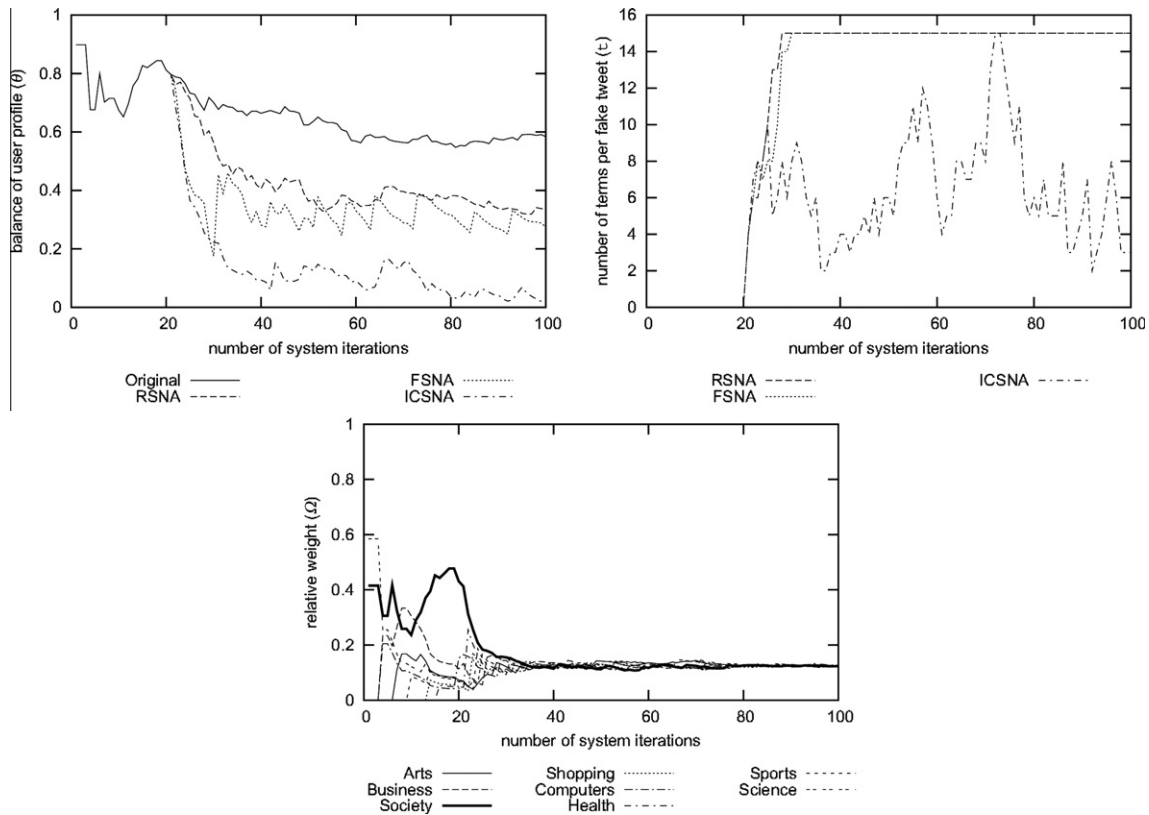 1
0.8
0.6
0.4
0.2
0
balance of user profile (θ)
0 20 40 60 80 100
number of system iterations
Original FSNA
RSNA ICSNA
16
14
12
10
8
6
4
2
0
number of terms per fake tweet (t)
0 20 40 60 80 100
number of system iterations
RSNA ICSNA
FSNA
1
0.8
0.6
0.4
0.2
0
relative weight (Ω)
0 20 40 60 80 100
number of system iterations
Arts Shopping Sports
Business Computers Science
Society Health